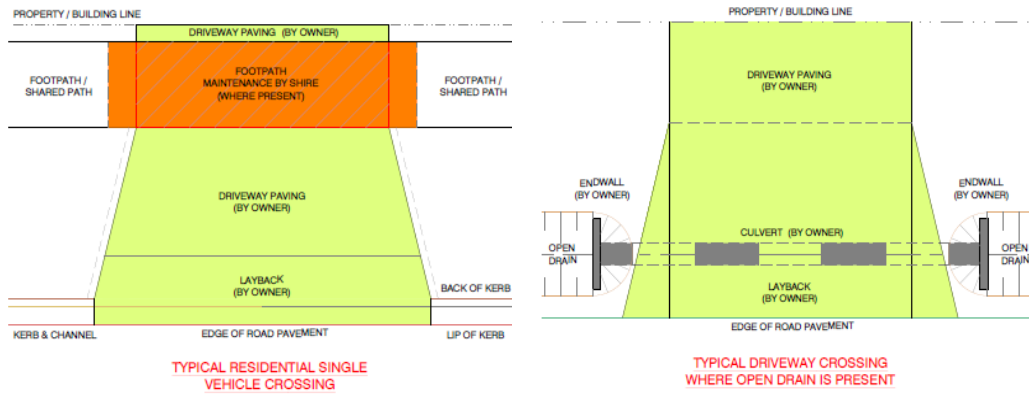 PROPERTY / BUILDING LINE
DRIVEWAY PAVING (BY OWNER)
FOOTPATH /
SHARED PATH
FOOTPATH
MAINTENANCE BY SHIRE
(WHERE PRESENT)
FOOTPATH /
SHARED PATH
DRIVEWAY PAVING
(BY OWNER)
LAYBACK
(BY OWNER)
BACK OF KERB
KERB & CHANNEL
EDGE OF ROAD PAVEMENT
LIP OF KERB
TYPICAL RESIDENTIAL SINGLE
VEHICLE CROSSING
PROPERTY / BUILDING LINE
DRIVEWAY PAVING
(BY OWNER)
ENDWALL
(BY OWNER)
ENDWALL
(BY OWNER)
CULVERT (BY OWNER)
OPEN
DRAIN
OPEN
DRAIN
LAYBACK
(BY OWNER)
EDGE OF ROAD PAVEMENT
TYPICAL DRIVEWAY CROSSING
WHERE OPEN DRAIN IS PRESENT